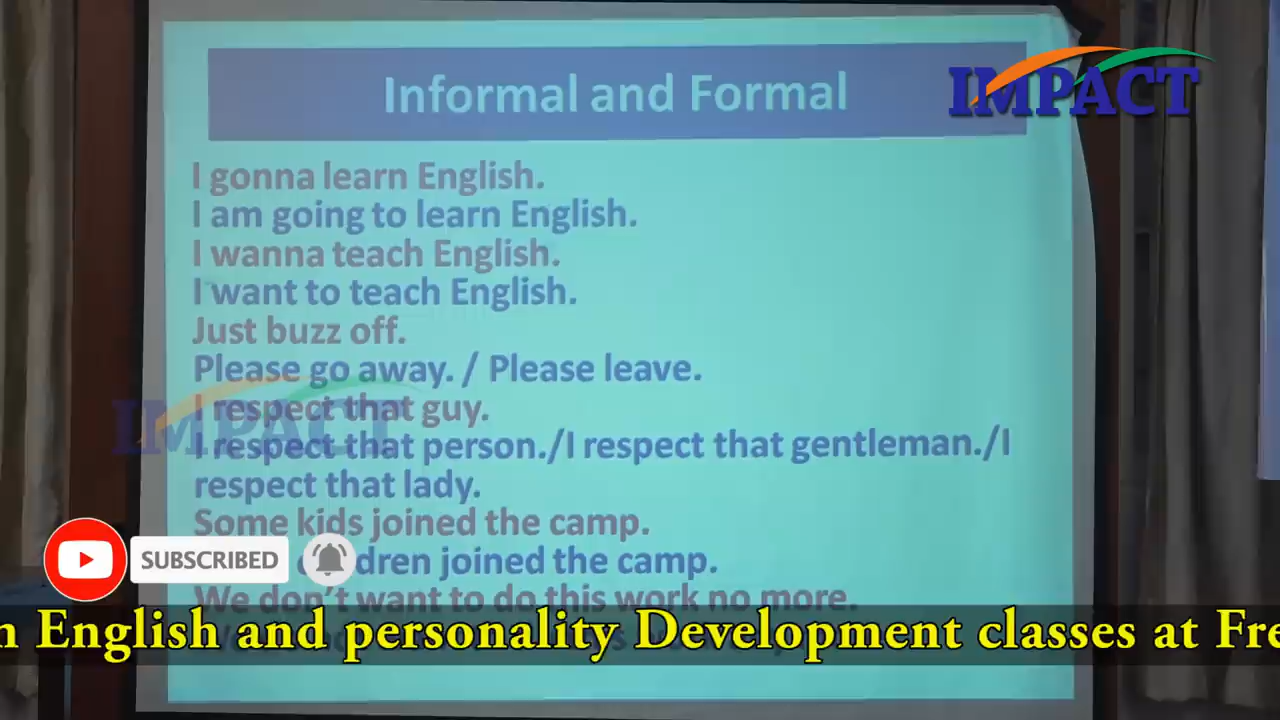 Informal and Formal
IMPACT
I gonna learn English.
I am going to learn English.
I wanna teach English.
I want to teach English.
Just buzz off.
Please go away. / Please leave.
I respect that guy.
IMPACT
I respect that person./I respect that gentleman./I
respect that lady.
Some kids joined the camp.
SUBSCRIBED
dren joined the camp.
We don't want to do this work no more.
n English and personality Development classes at Fre